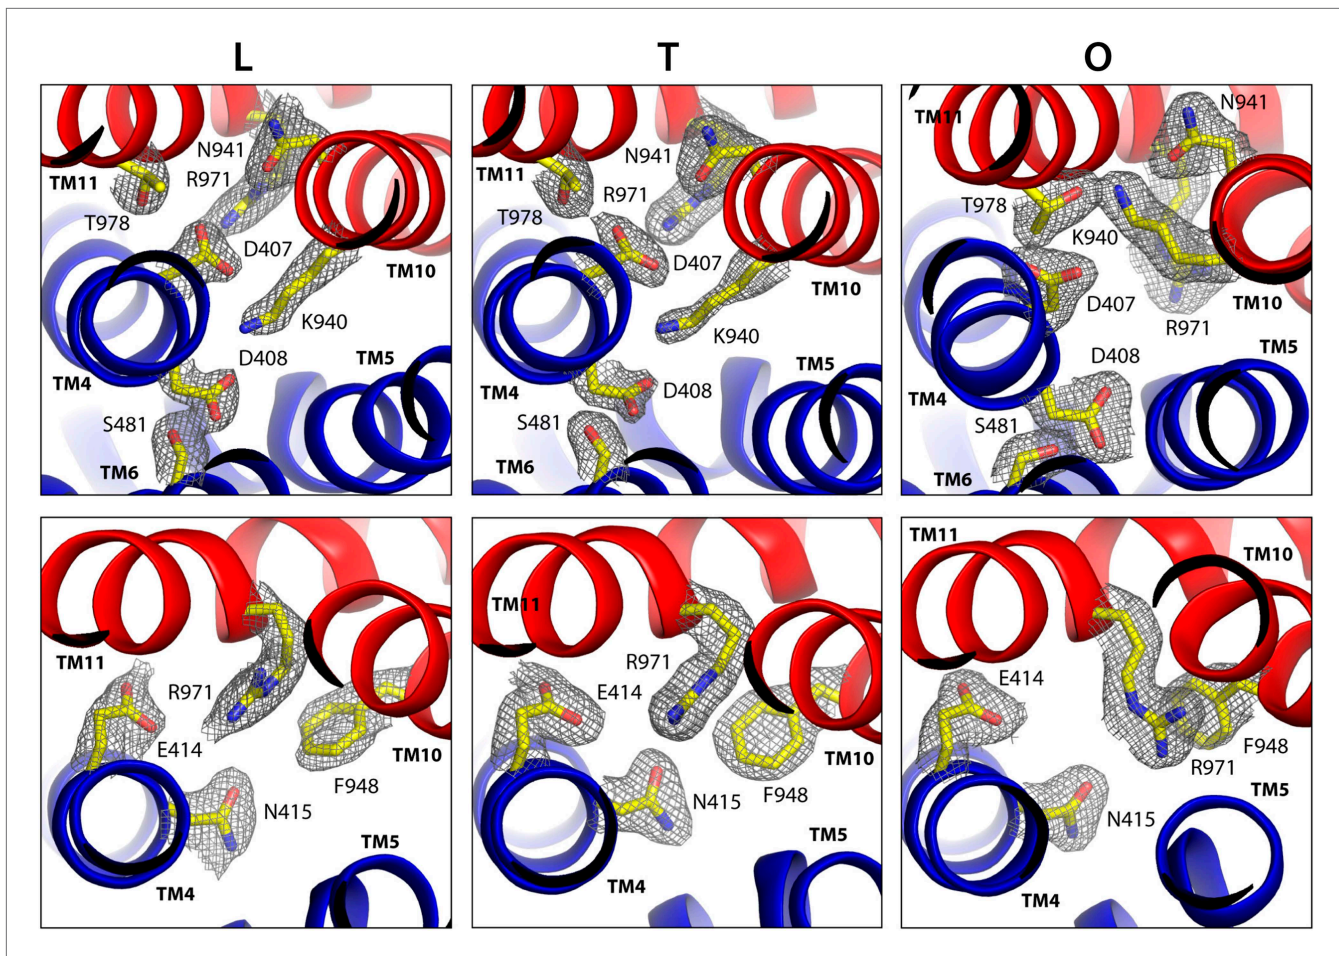 L T O
N941
TM11
R971
T978
D407
TM10
K940
D408
TM5
TM4
S481
TM6
N941
TM11
R971
T978
D407
TM10
K940
TM5
TM4
D408
S481
TM6
N941
TM11
T978
K940
D407
TM10
R971
D408
TM5
TM4
S481
TM6
TM11
R971
E414
TM10
F948
N415
TM5
TM4
TM11
R971
E414
TM10
N415
F948
TM5
TM4
TM11
TM10
E414
F948
R971
TM5
N415
TM4